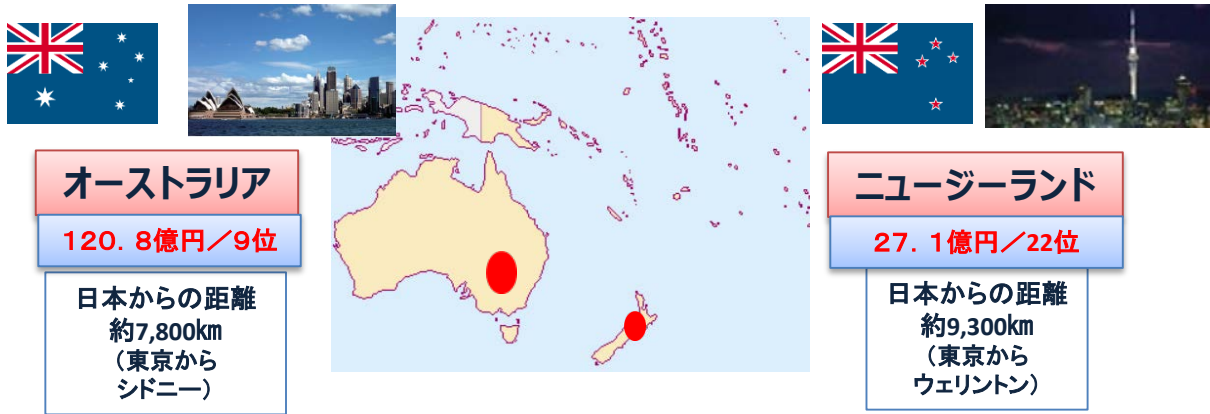 オーストラリア
120.8億円/9位
日本からの距離
約7,800km
(東京から
シドニー)
ニュージーランド
27.1億円/22位
日本からの距離
約9,300km
(東京から
ウェリントン)